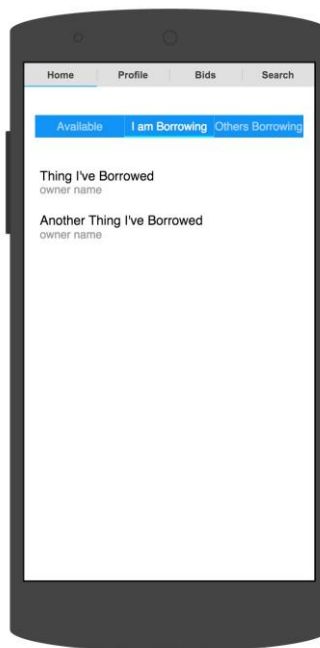 Home Profile Bids Search
Available I am Borrowing Others Borrowing
Thing I've Borrowed
owner name
Another Thing I've Borrowed
owner name